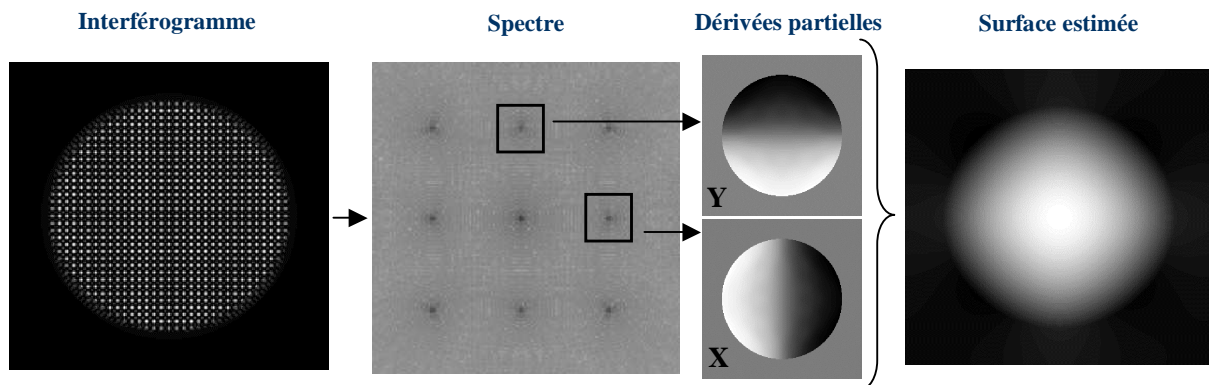 Interférogramme
Spectre
Dérivées partielles
Surface estimée
Y
X